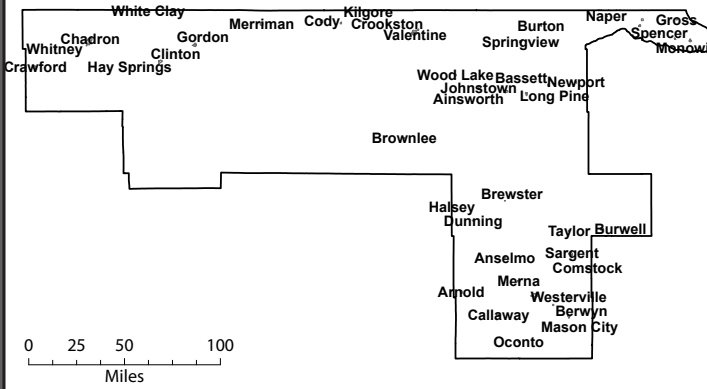 White Clay
Kilgore
Merriman
Cody
Crookston
Naper
Gross
Burton
Spencer
Chadron
Gordon
Valentine
Springview
Monowi
Whitney
Clinton
Crawford
Hay Springs
Wood Lake
Bassett
Newport
Johnstown
Ainsworth
Long Pine
Brownlee
Brewster
Halsey
Dunning
Taylor
Burwell
Anselmo
Sargent
Comstock
Merna
Arnold
Westerville
Callaway
Berwyn
Mason City
Oconto
0 25 50 100
Miles